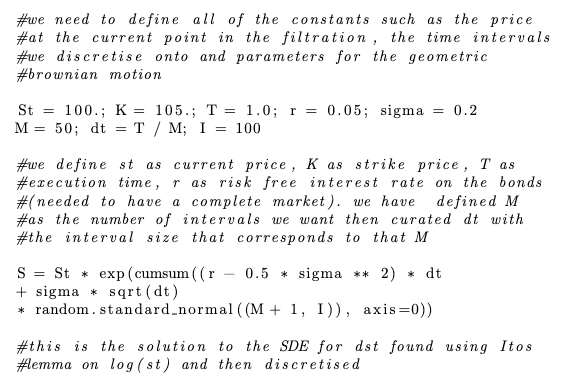 #we need to define all of the constants such as the price
#at the current point in the filtration, the time intervals
#we discretise onto and parameters for the geometric
#brownian motion
St = 100.; K = 105.; T = 1.0; r = 0.05; sigma = 0.2
M = 50; dt = T / M; I = 100
#we define st as current price, K as strike price, T as
#execution time, r as risk free interest rate on the bonds
#(needed to have a complete market). we have defined M
#as the number of intervals we want then curated dt with
#the interval size that corresponds to that M
S = St * exp(cumsum((r - 0.5 * sigma ** 2) * dt
+ sigma * sqrt(dt)
* random.standard_normal((M + 1, I)), axis=0))
#this is the solution to the SDE for dst found using Itos
#lemma on log(st) and then discretised